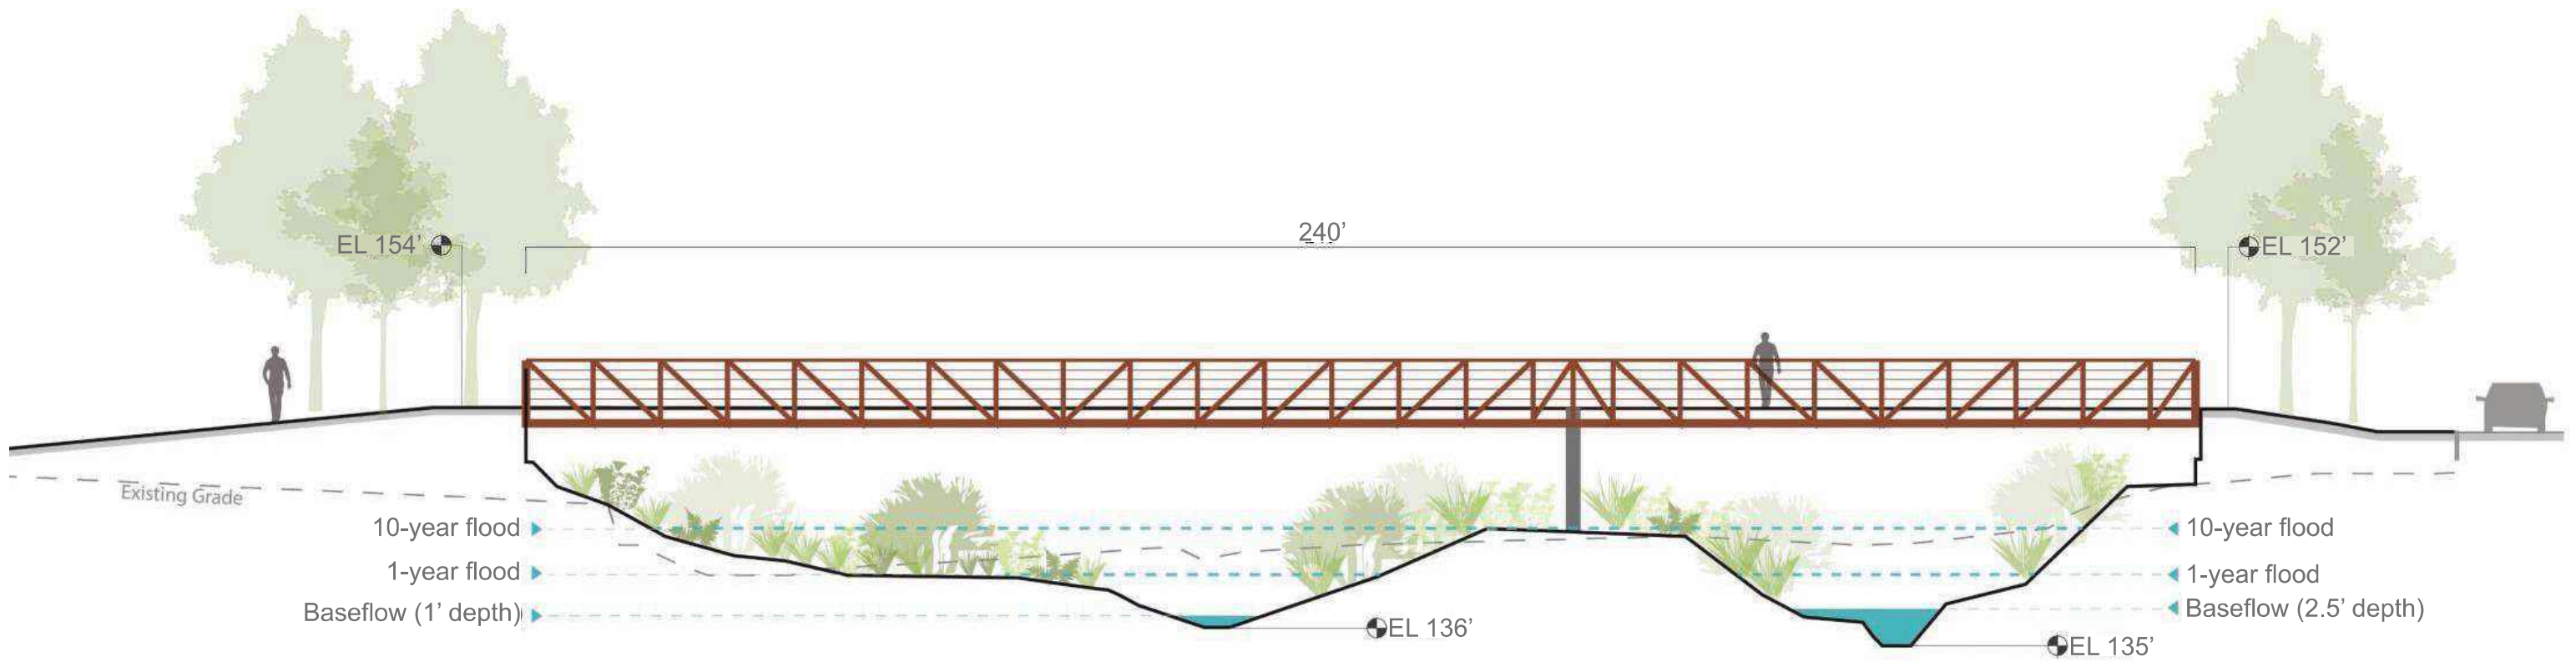 240’
EL 154’
EL 152’
Existing Grade
10-year flood
10-year flood
1-year flood
1-year flood
Baseflow (1’ depth)
Baseflow (2.5’ depth)
EL 136’
EL 135’